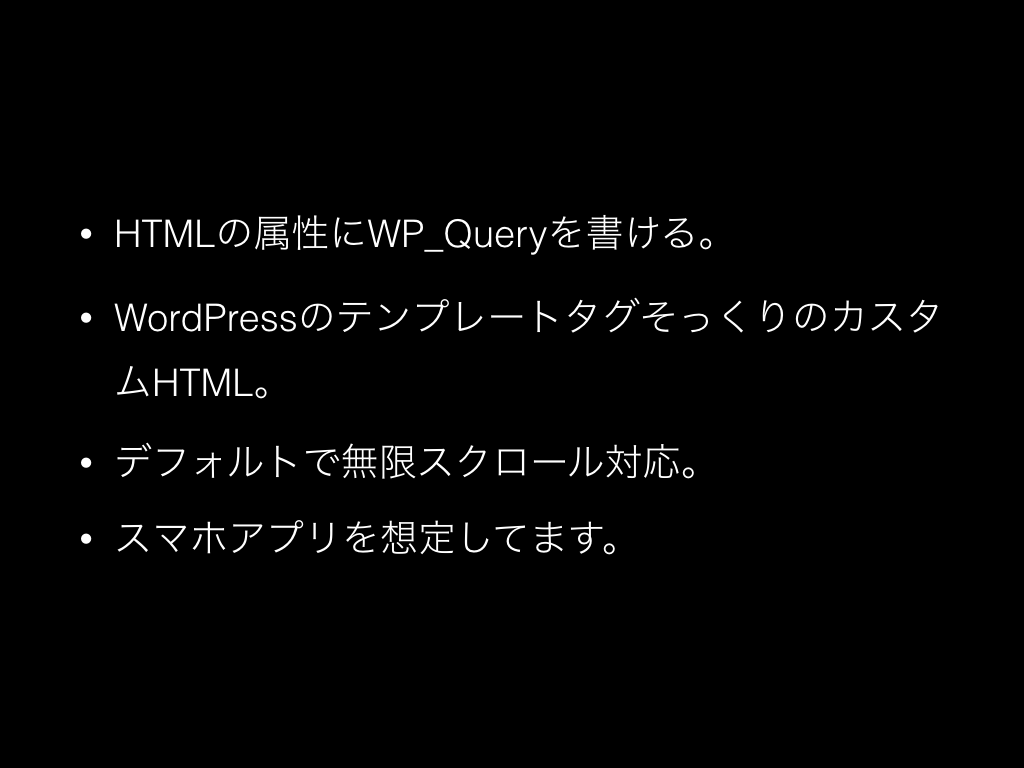 • HTMLの属性にWP_Queryを書ける。
• WordPressのテンプレートタグそっくりのカスタ
ムHTML。
• デフォルトで無限スクロール対応。
• スマホアプリを想定してます。